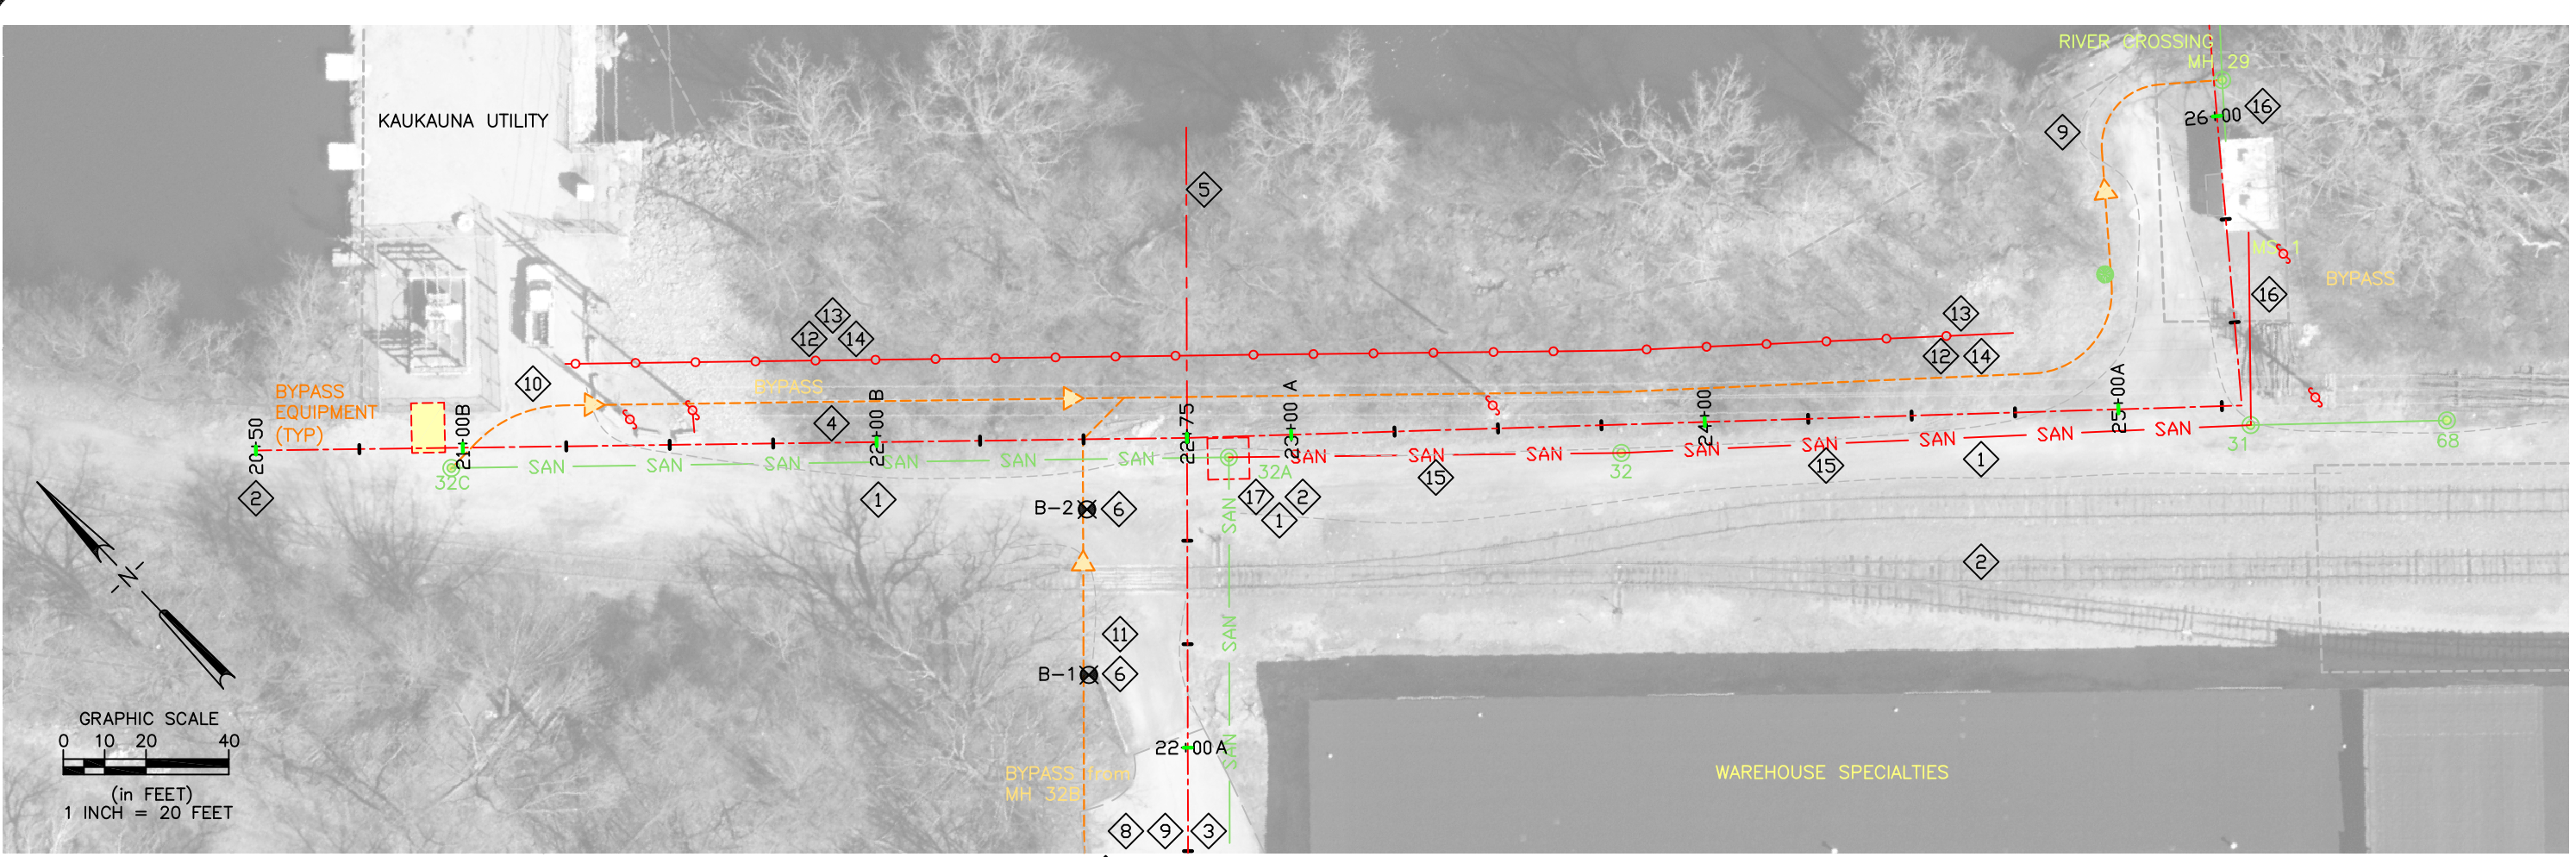 RIVER CROSSING
MH 29
26+00
16
9
KAUKAUNA UTILITY
5
MS 1
BYPASS
16
13
12
14
13
12
14
10
BYPASS
EQUIPMENT
(TYP)
BYPASS
4
20+50
21+00B
22+00 B
22+75
23+00 A
24+00
25+00A
SAN
SAN
SAN
SAN
SAN
SAN
SAN
SAN
SAN
SAN
SAN
SAN
SAN
SAN
32C
32A
32
31
68
2
1
17
2
1
15
15
1
B-2
6
SAN
2
N
11
SAN
B-1
6
GRAPHIC SCALE
0 10 20 40
(in FEET)
1 INCH = 20 FEET
22+00 A
SAN
BYPASS from
MH 32B
8
9
3
WAREHOUSE SPECIALTIES